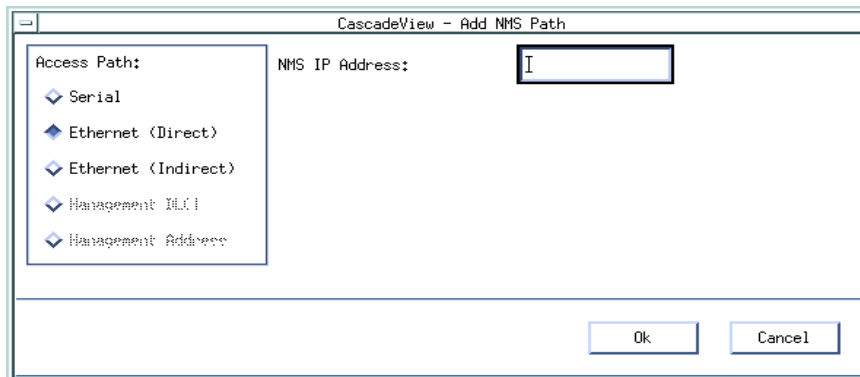 CascadeView - Add NMS Path
Access Path:
Serial
Ethernet (Direct)
Ethernet (Indirect)
Management DLCI
Management Address
NMS IP Address:
Ok
Cancel